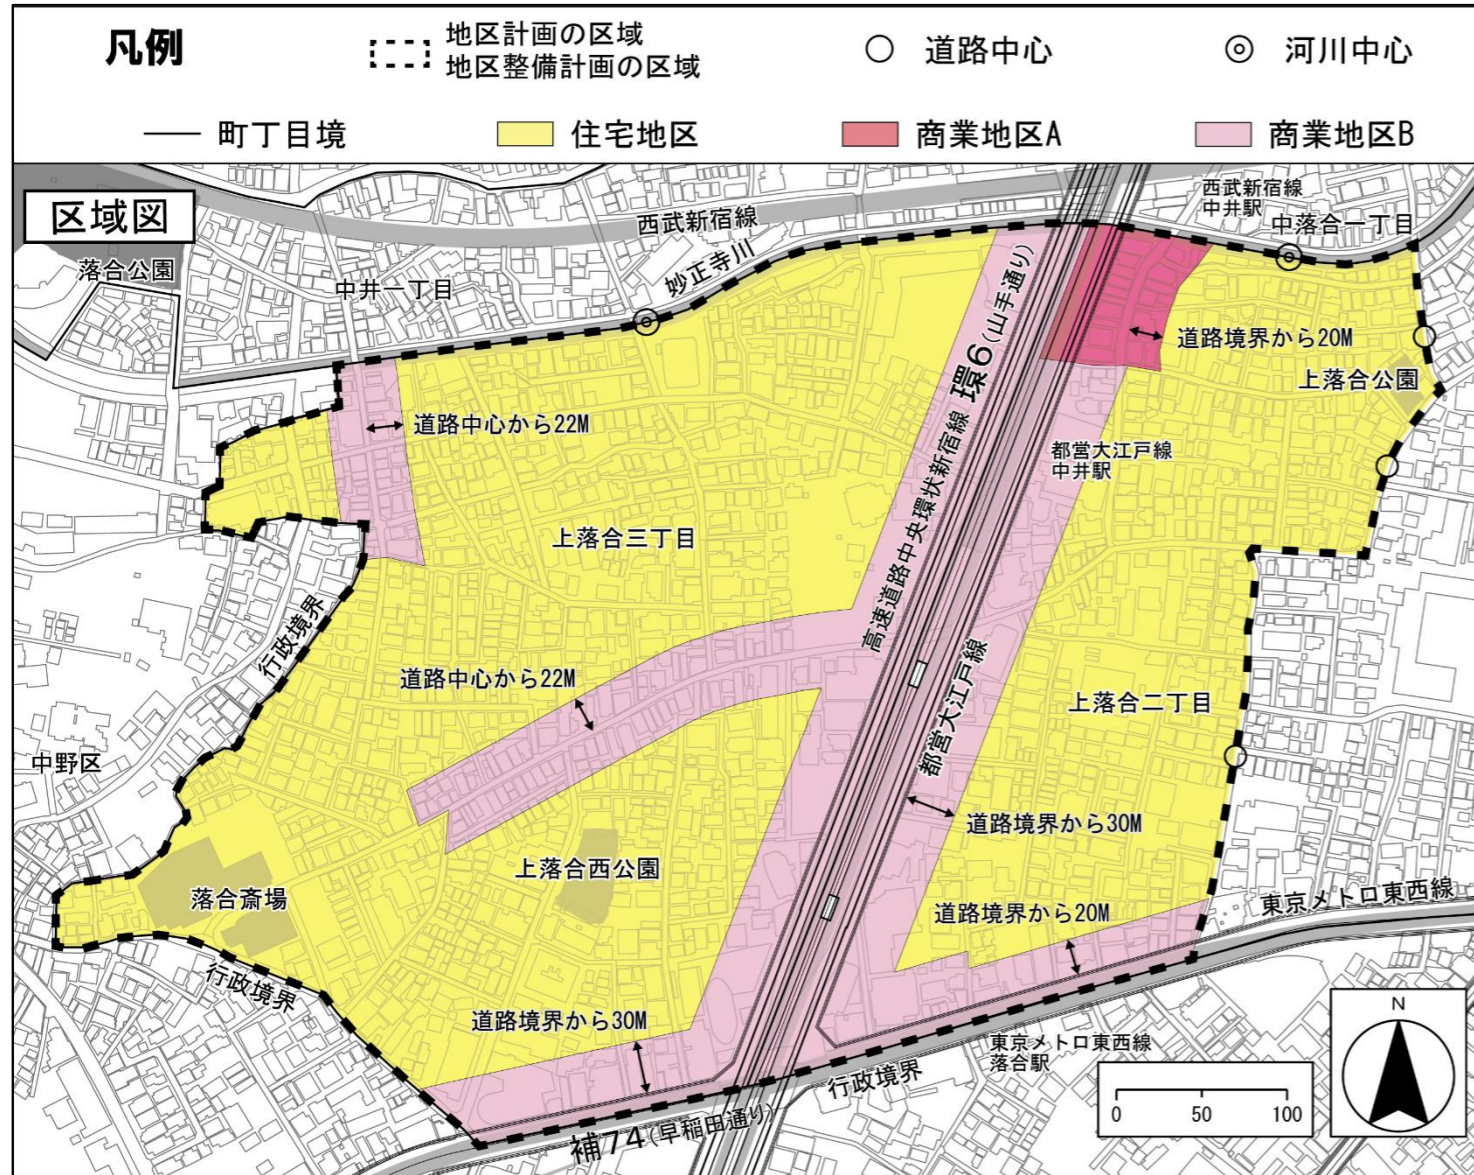 凡例
地区計画の区域
地区整備計画の区域
道路中心
河川中心
町丁目境
住宅地区
商業地区A
商業地区B
区域図
西武新宿線
西武新宿線
中井駅
中落合一丁目
落合公園
中井一丁目
妙正寺川
道路境界から20M
上落合公園
道路中心から22M
高速道路中央環状新宿線 環6(山手通り)
都営大江戸線
中井駅
上落合三丁目
行政境界
道路中心から22M
都営大江戸線
上落合二丁目
中野区
道路境界から30M
上落合西公園
落合斎場
道路境界から20M
東京メトロ東西線
行政境界
道路境界から30M
東京メトロ東西線
落合駅
行政境界
補74(早稲田通り)
N
0 50 100